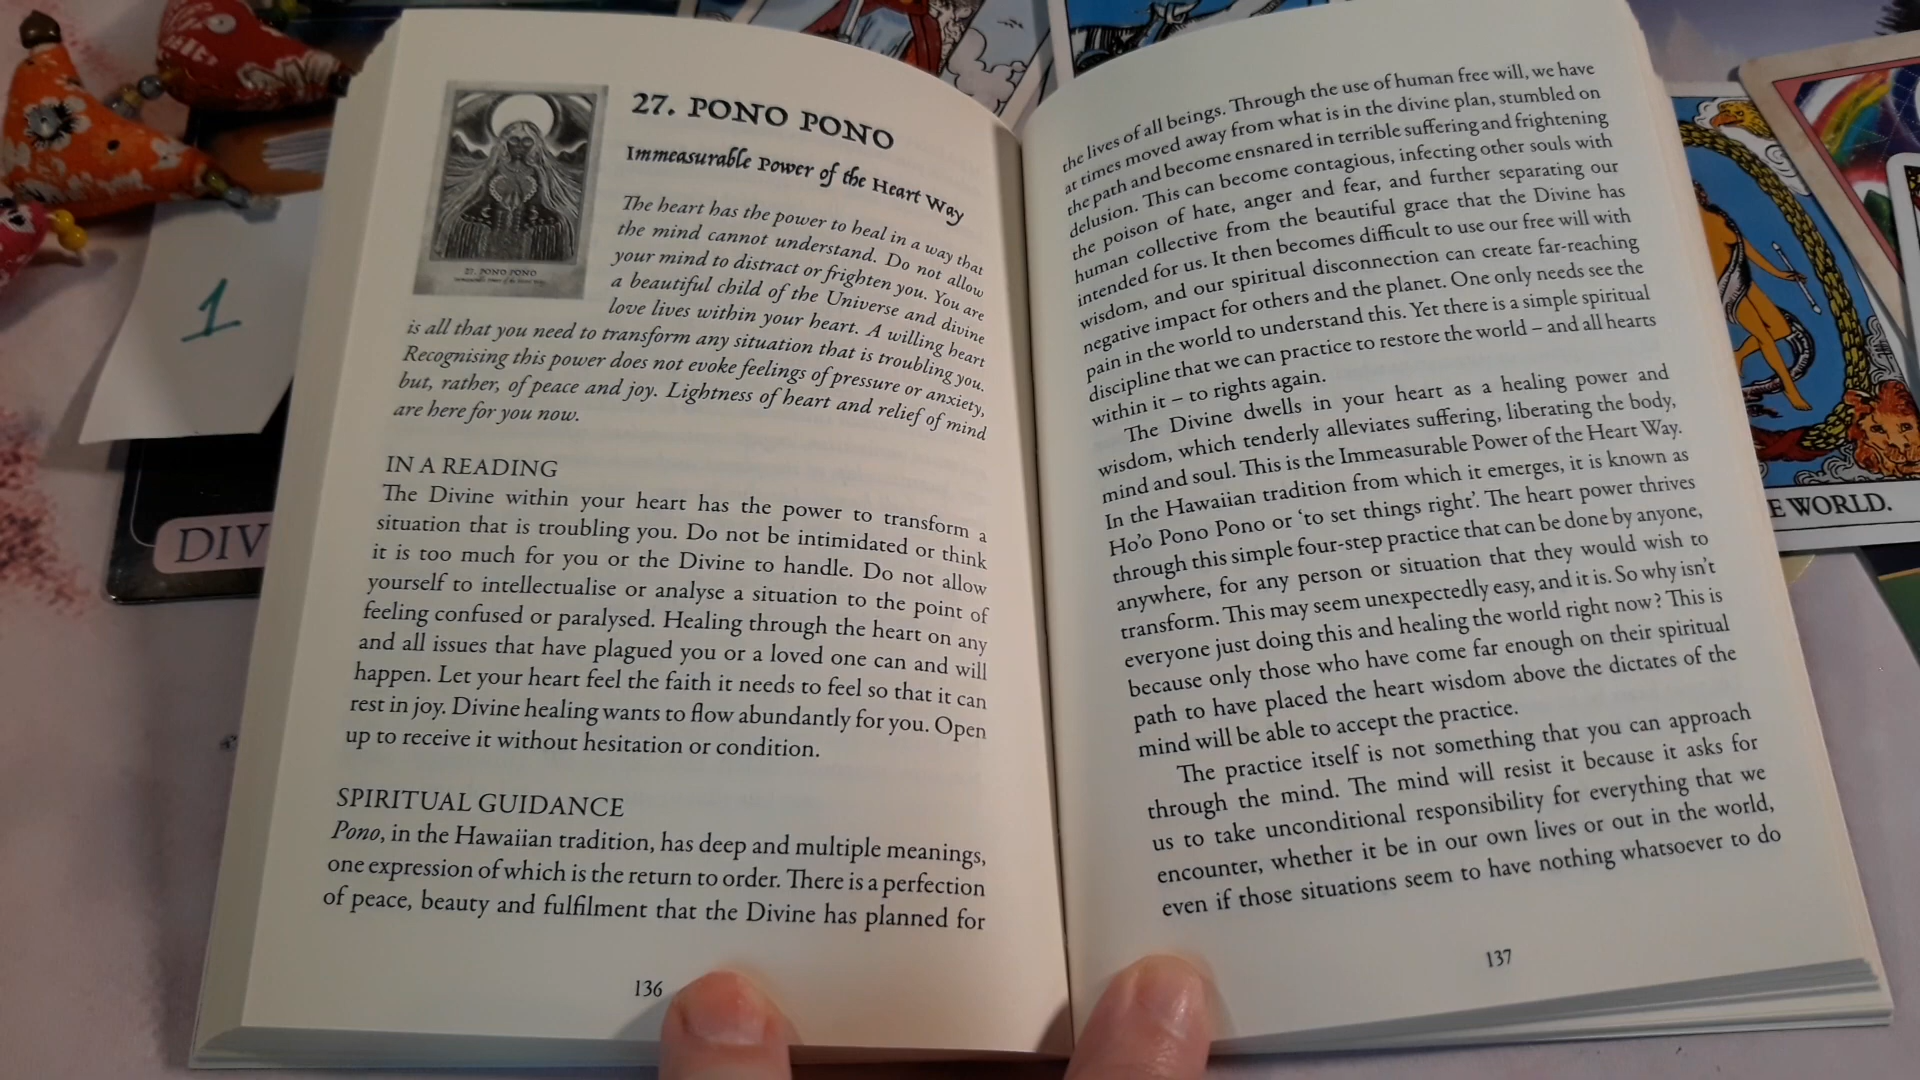 27. PONO PONO
Immeasurable Power of the Heart Way
The heart has the power to heal in a way that
the mind cannot understand. Do not allow
your mind to distract or frighten you. You are
a beautiful child of the Universe and divine
love lives within your heart. A willing heart
is all that you need to transform any situation that is troubling you.
Recognising this power does not evoke feelings of pressure or anxiety,
but, rather, of peace and joy. Lightness of heart and relief of mind
are here for you now.
27. PONO PONO
Immeasurable Power of the Heart Way
IN A READING
The Divine within your heart has the power to transform a
situation that is troubling you. Do not be intimidated or think
it is too much for you or the Divine to handle. Do not allow
yourself to intellectualise or analyse a situation to the point of
feeling confused or paralysed. Healing through the heart on any
and all issues that have plagued you or a loved one can and will
happen. Let your heart feel the faith it needs to feel so that it can
rest in joy. Divine healing wants to flow abundantly for you. Open
up to receive it without hesitation or condition.
SPIRITUAL GUIDANCE
Pono, in the Hawaiian tradition, has deep and multiple meanings,
one expression of which is the return to order. There is a perfection
of peace, beauty and fulfilment that the Divine has planned for
136
the lives of all beings. Through the use of human free will, we have
at times moved away from what is in the divine plan, stumbled on
the path and become ensnared in terrible suffering and frightening
delusion. This can become contagious, infecting other souls with
the poison of hate, anger and fear, and further separating our
human collective from the beautiful grace that the Divine has
intended for us. It then becomes difficult to use our free will with
wisdom, and our spiritual disconnection can create far-reaching
negative impact for others and the planet. One only needs see the
pain in the world to understand this. Yet there is a simple spiritual
discipline that we can practice to restore the world – and all hearts
within it – to rights again.
The Divine dwells in your heart as a healing power and
wisdom, which tenderly alleviates suffering, liberating the body,
mind and soul. This is the Immeasurable Power of the Heart Way.
In the Hawaiian tradition from which it emerges, it is known as
Ho'o Pono Pono or 'to set things right'. The heart power thrives
through this simple four-step practice that can be done by anyone,
anywhere, for any person or situation that they would wish to
transform. This may seem unexpectedly easy, and it is. So why isn't
everyone just doing this and healing the world right now? This is
because only those who have come far enough on their spiritual
path to have placed the heart wisdom above the dictates of the
mind will be able to accept the practice.
The practice itself is not something that you can approach
through the mind. The mind will resist it because it asks for
us to take unconditional responsibility for everything that we
encounter, whether it be in our own lives or out in the world,
even if those situations seem to have nothing whatsoever to do
137
1
DIV
E WORLD.